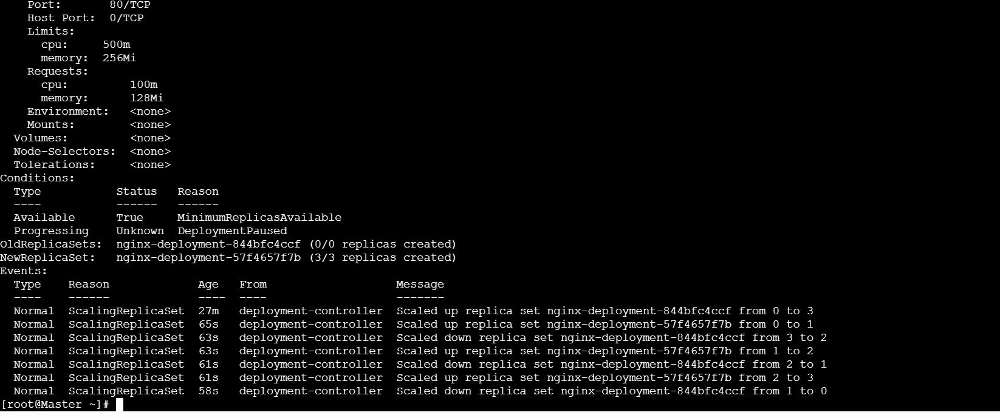 Port:       80/TCP
    Host Port:  0/TCP
    Limits:
      cpu:     500m
      memory:  256Mi
    Requests:
      cpu:         100m
      memory:      128Mi
    Environment:   <none>
    Mounts:        <none>
  Volumes:         <none>
  Node-Selectors:  <none>
  Tolerations:     <none>
Conditions:
  Type           Status   Reason
  ----           ------   ------
  Available      True     MinimumReplicasAvailable
  Progressing    Unknown  DeploymentPaused
OldReplicaSets:  nginx-deployment-844bfc4ccf (0/0 replicas created)
NewReplicaSet:   nginx-deployment-57f4657f7b (3/3 replicas created)
Events:
  Type    Reason             Age   From                   Message
  ----    ------             ----  ----                   -------
  Normal  ScalingReplicaSet  27m   deployment-controller  Scaled up replica set nginx-deployment-844bfc4ccf from 0 to 3
  Normal  ScalingReplicaSet  65s   deployment-controller  Scaled up replica set nginx-deployment-57f4657f7b from 0 to 1
  Normal  ScalingReplicaSet  63s   deployment-controller  Scaled down replica set nginx-deployment-844bfc4ccf from 3 to 2
  Normal  ScalingReplicaSet  63s   deployment-controller  Scaled up replica set nginx-deployment-57f4657f7b from 1 to 2
  Normal  ScalingReplicaSet  61s   deployment-controller  Scaled down replica set nginx-deployment-844bfc4ccf from 2 to 1
  Normal  ScalingReplicaSet  61s   deployment-controller  Scaled up replica set nginx-deployment-57f4657f7b from 2 to 3
  Normal  ScalingReplicaSet  58s   deployment-controller  Scaled down replica set nginx-deployment-844bfc4ccf from 1 to 0
[root@Master ~]#